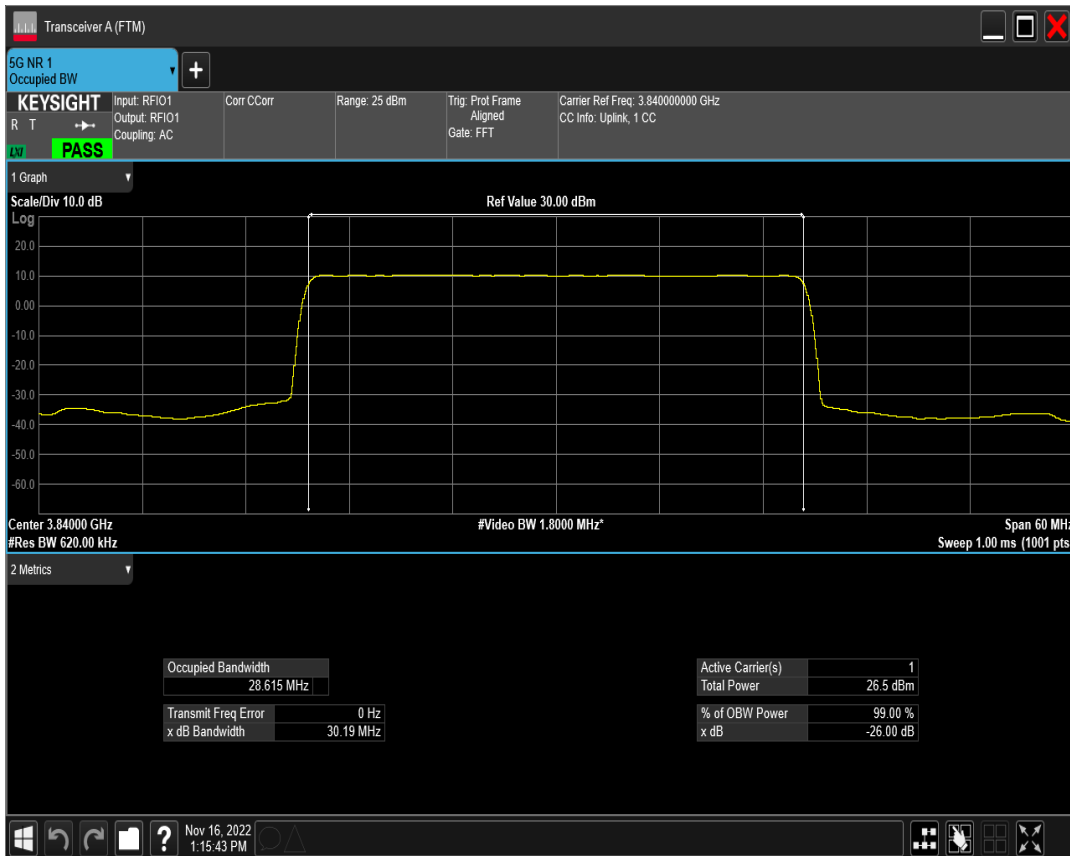 Transceiver A (FTM)
5G NR 1
Occupied BW
+
KEYSIGHT
R T
LXI
PASS
Input: RFIO1
Output: RFIO1
Coupling: AC
Corr CCorr
Range: 25 dBm
Trig: Prot Frame
Aligned
Gate: FFT
Carrier Ref Freq: 3.840000000 GHz
CC Info: Uplink, 1 CC
1 Graph
Scale/Div 10.0 dB
Ref Value 30.00 dBm
Log
20.0
10.0
0.00
-10.0
-20.0
-30.0
-40.0
-50.0
-60.0
Center 3.84000 GHz
#Video BW 1.8000 MHz*
Span 60 MHz
#Res BW 620.00 kHz
Sweep 1.00 ms (1001 pts
2 Metrics
Occupied Bandwidth
28.615 MHz
Transmit Freq Error 0 Hz
x dB Bandwidth 30.19 MHz
Active Carrier(s) 1
Total Power 26.5 dBm
% of OBW Power 99.00 %
x dB -26.00 dB
?
Nov 16, 2022
1:15:43 PM